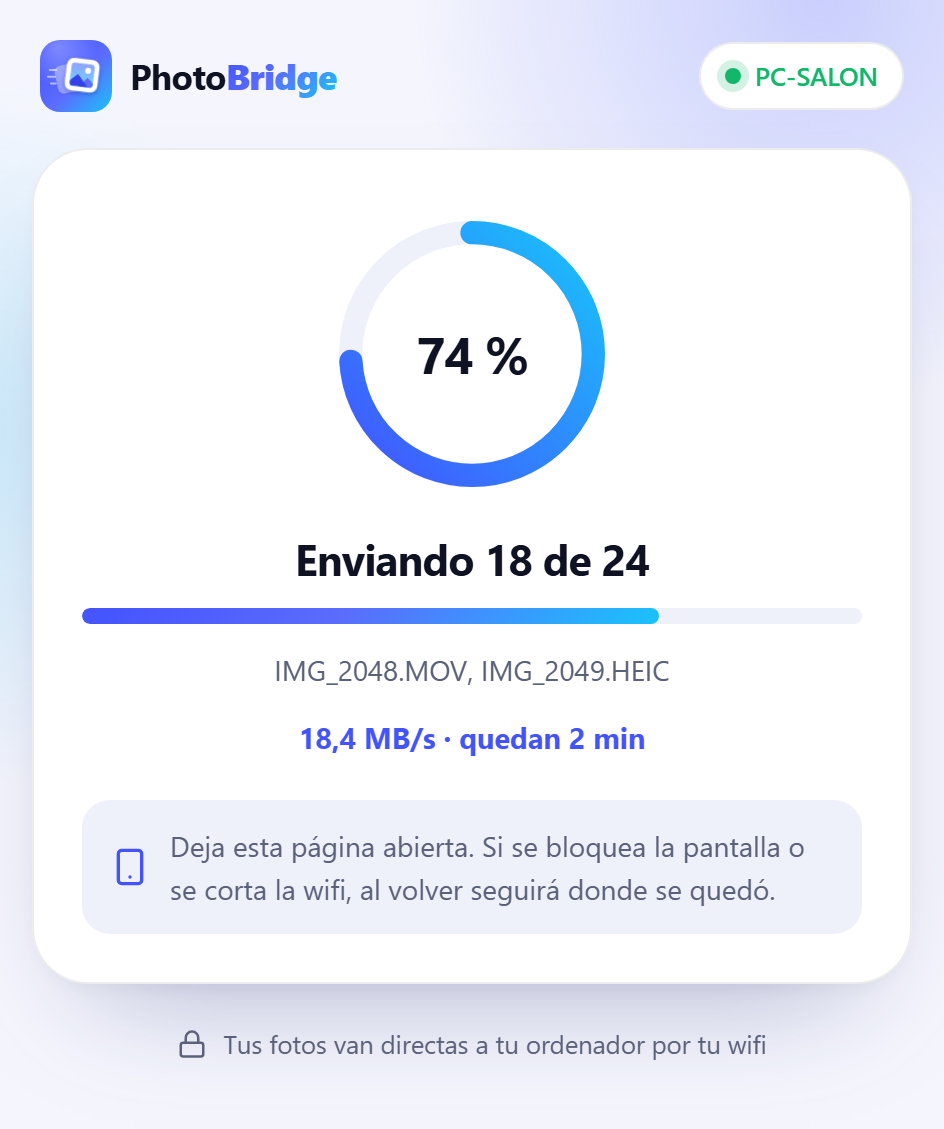 PhotoBridge
PC-SALON
74 %
Enviando 18 de 24
IMG_2048.MOV, IMG_2049.HEIC
18,4 MB/s · quedan 2 min
Deja esta página abierta. Si se bloquea la pantalla o
se corta la wifi, al volver seguirá donde se quedó.
Tus fotos van directas a tu ordenador por tu wifi